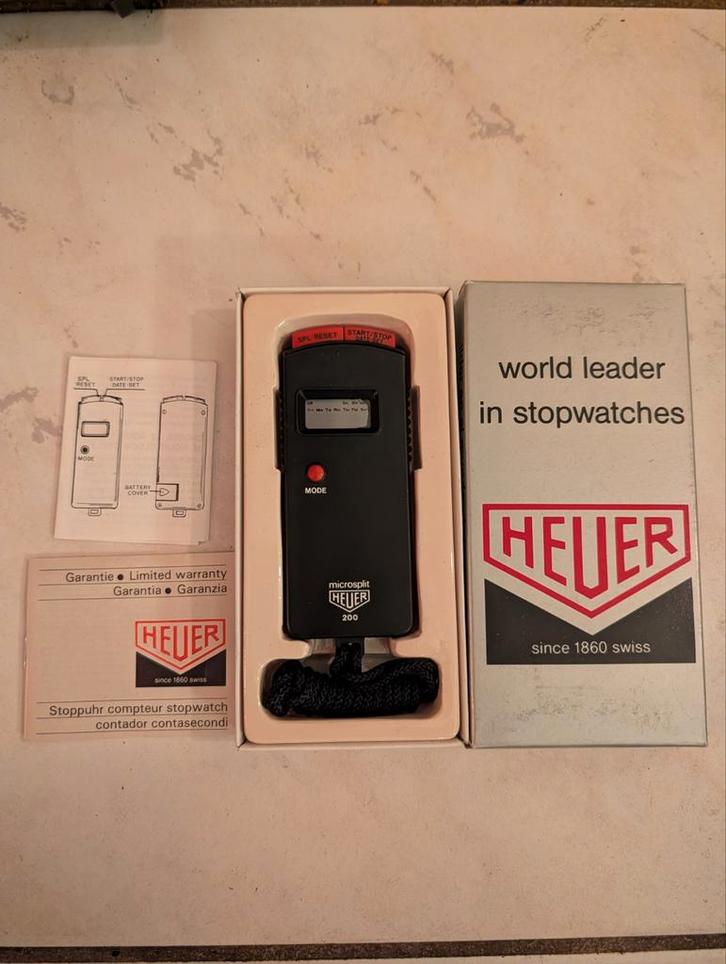 SPL
RESET
START/STOP
DATE-SET
MODE
BATTERY
COVER
Garantie ● Limited warranty
Garantia ● Garanzia
HEUER
since 1860 swiss
Stoppuhr compteur stopwatch
contador contasecondi
SPL RESET
START/STOP
DATE-SET
MODE
microsplit
HEUER
200
world leader
in stopwatches
HEUER
since 1860 swiss